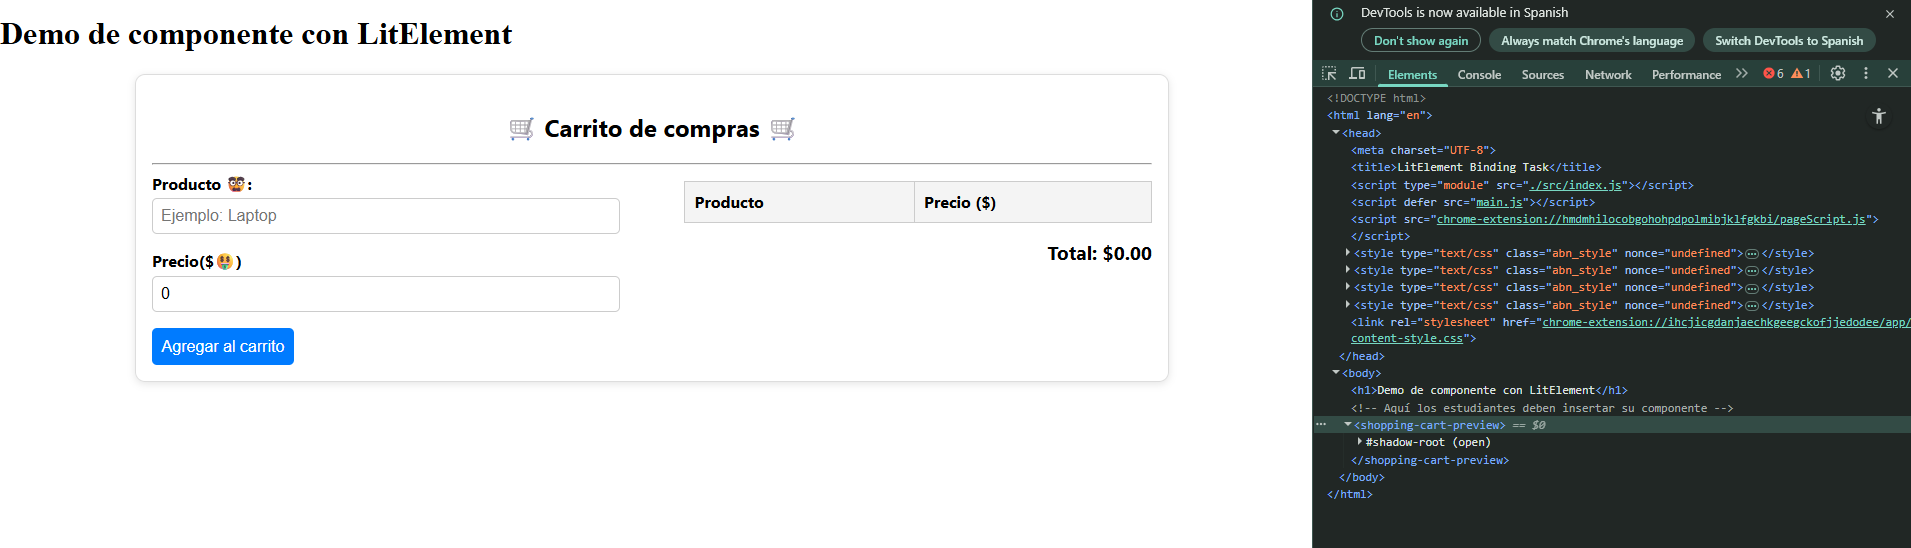 Demo de componente con LitElement
🛒 Carrito de compras 🛒
Producto 🥸:
Ejemplo: Laptop
Precio($🤑)
0
Agregar al carrito
Producto Precio ($)
Total: $0.00
DevTools is now available in Spanish
Don't show again Always match Chrome's language Switch DevTools to Spanish
Elements Console Sources Network Performance 6 1
<!DOCTYPE html>
<html lang="en">
<head>
<meta charset="UTF-8">
<title>LitElement Binding Task</title>
<script type="module" src="./src/index.js"></script>
<script defer src="main.js"></script>
<script src="chrome-extension://hmdmhilocobgohohpdpolmibjklfgkbi/pageScript.js">
</script>
<style type="text/css" class="abn_style" nonce="undefined">…</style>
<style type="text/css" class="abn_style" nonce="undefined">…</style>
<style type="text/css" class="abn_style" nonce="undefined">…</style>
<style type="text/css" class="abn_style" nonce="undefined">…</style>
<link rel="stylesheet" href="chrome-extension://ihcjicgdanjaechkgeegckofjjedodee/app/
content-style.css">
</head>
<body>
<h1>Demo de componente con LitElement</h1>
<!-- Aquí los estudiantes deben insertar su componente -->
<shopping-cart-preview> == $0
#shadow-root (open)
</shopping-cart-preview>
</body>
</html>